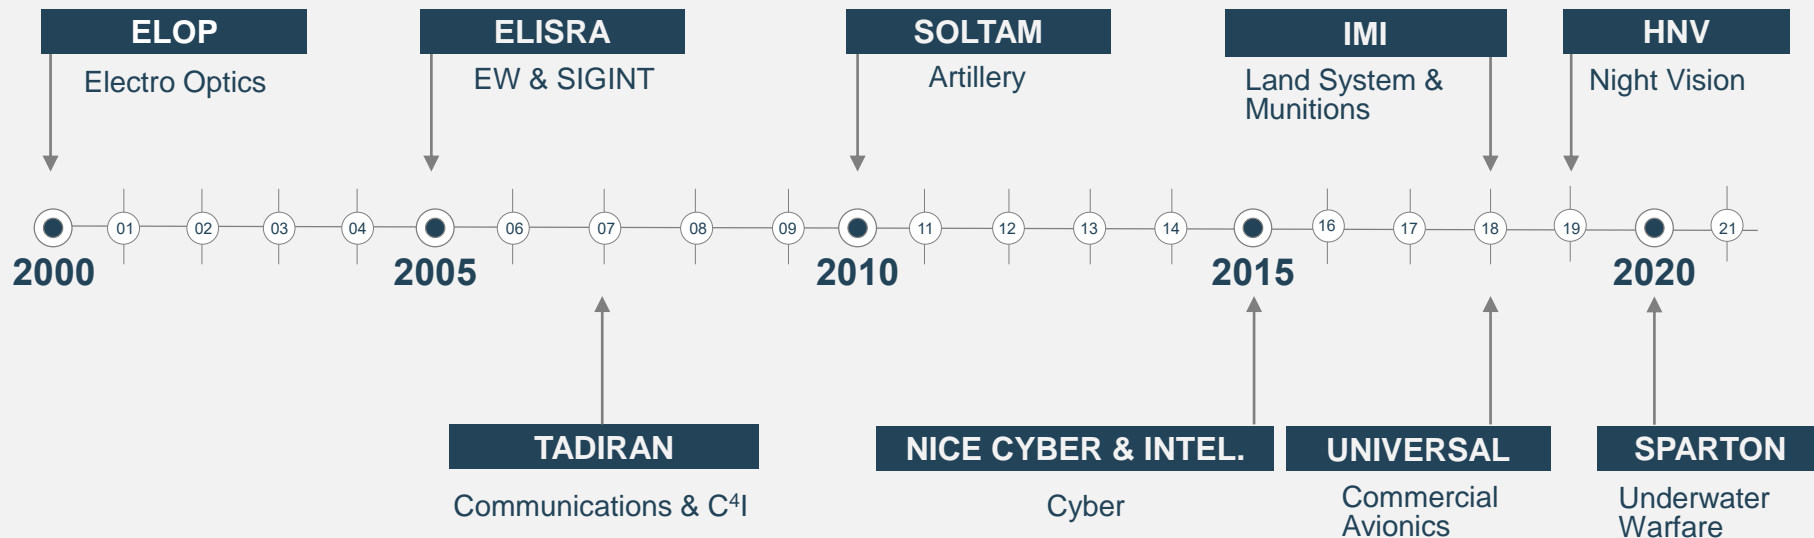 ELOP
Electro Optics
ELISRA
EW & SIGINT
SOLTAM
Artillery
IMI
Land System &
Munitions
HNV
Night Vision
01 02 03 04 06 07 08 09 11 12 13 14 16 17 18 19 21
2000 2005 2010 2015 2020
TADIRAN
Communications & C⁴I
NICE CYBER & INTEL.
Cyber
UNIVERSAL
Commercial
Avionics
SPARTON
Underwater
Warfare